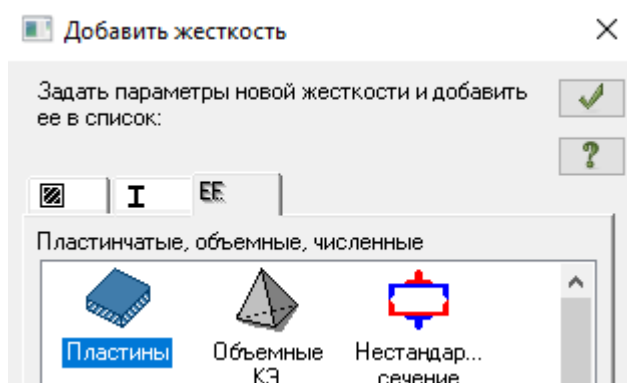 Добавить жесткость
Задать параметры новой жесткости и добавить
ее в список:
I EE
Пластинчатые, объемные, численные
Пластины Объемные Нестандар...
КЭ сечение